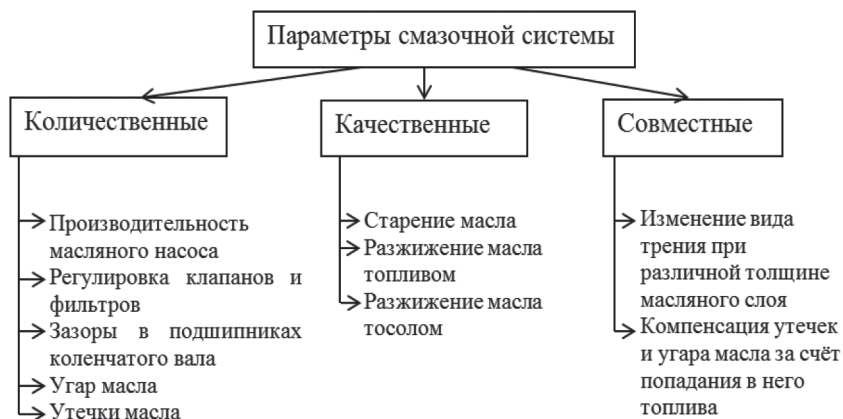 Параметры смазочной системы
Количественные
Производительность
масляного насоса
Регулировка клапанов и
фильтров
Зазоры в подшипниках
коленчатого вала
Угар масла
Утечки масла
Качественные
Старение масла
Разжижение масла
топливом
Разжижение масла
тосолом
Совместные
Изменение вида
трения при
различной толщине
масляного слоя
Компенсация утечек
и угара масла за счёт
попадания в него
топлива